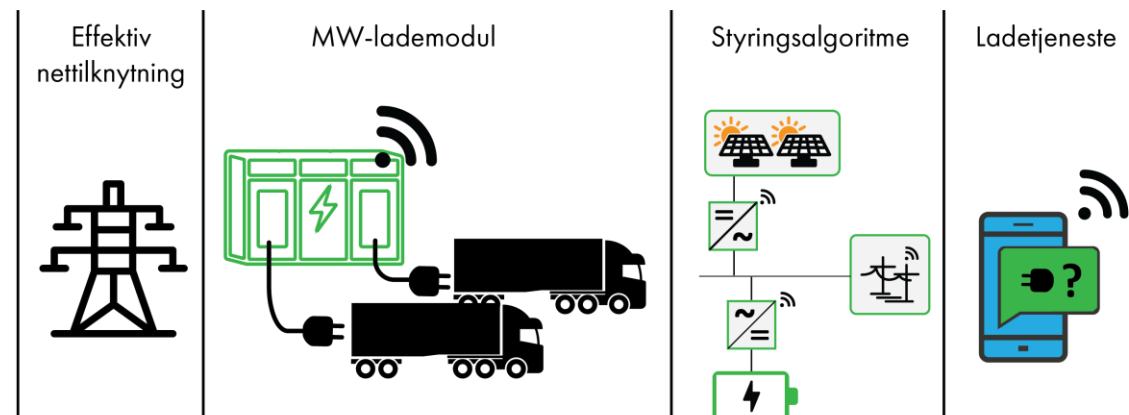 Effektiv
nettilknytning
MW-lademodul
Styringsalgoritme
Ladetjeneste
?